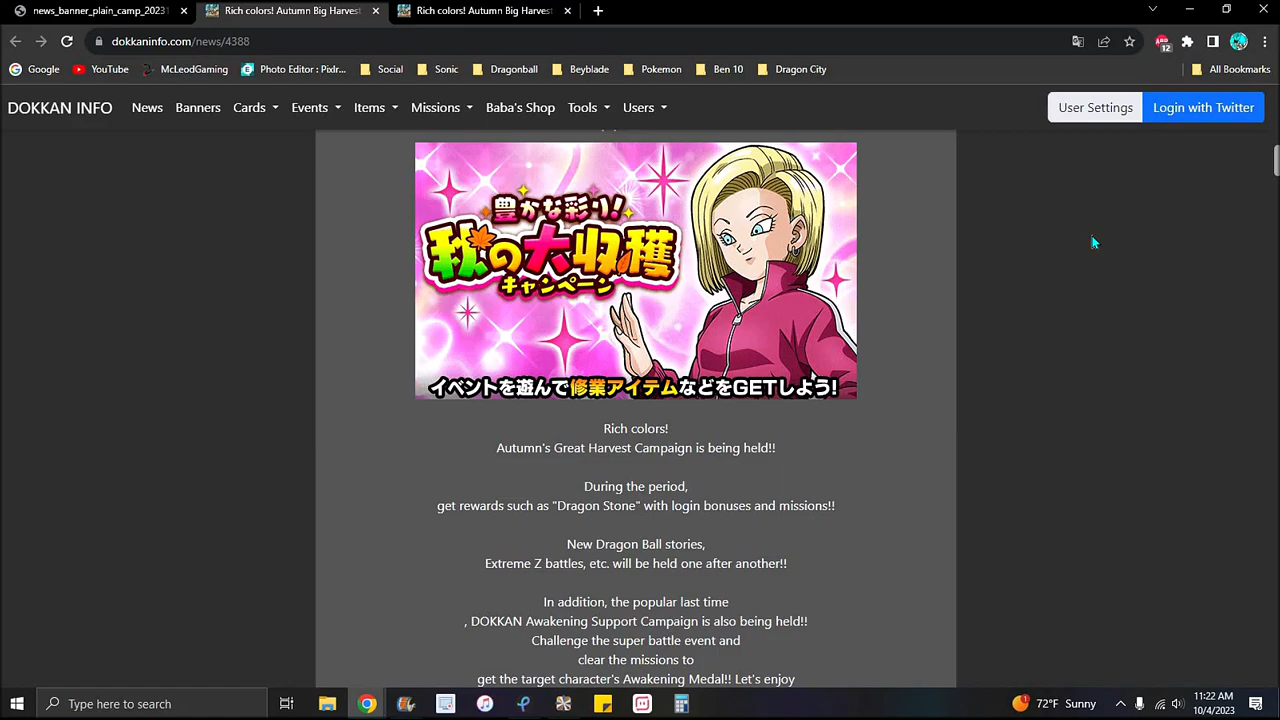 news_banner_plain_camp_20231
Rich colors! Autumn Big Harvest
Rich colors! Autumn Big Harvest
dokkaninfo.com/news/4388
12
Google
YouTube
McLeodGaming
Photo Editor : Pixlr...
Social
Sonic
Dragonball
Beyblade
Pokemon
Ben 10
Dragon City
All Bookmarks
DOKKAN INFO
News
Banners
Cards
Events
Items
Missions
Baba's Shop
Tools
Users
User Settings
Login with Twitter
豊かな彩り!
秋の大収穫
キャンペーン
イベントを遊んで修業アイテムなどをGETしよう!
Rich colors!
Autumn's Great Harvest Campaign is being held!!
During the period,
get rewards such as "Dragon Stone" with login bonuses and missions!!
New Dragon Ball stories,
Extreme Z battles, etc. will be held one after another!!
In addition, the popular last time
, DOKKAN Awakening Support Campaign is also being held!!
Challenge the super battle event and
clear the missions to
get the target character's Awakening Medal!! Let's enjoy
Type here to search
72°F Sunny
11:22 AM
10/4/2023